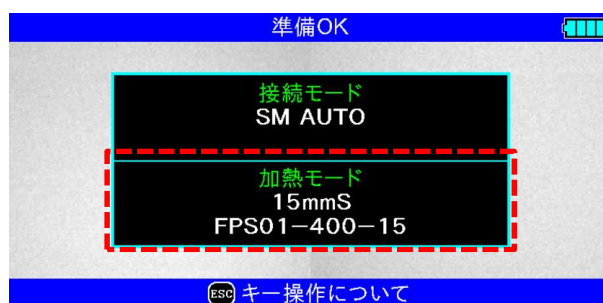 準備OK
接続モード
SM AUTO
加熱モード
15mmS
FPS01-400-15
ESC キー操作について